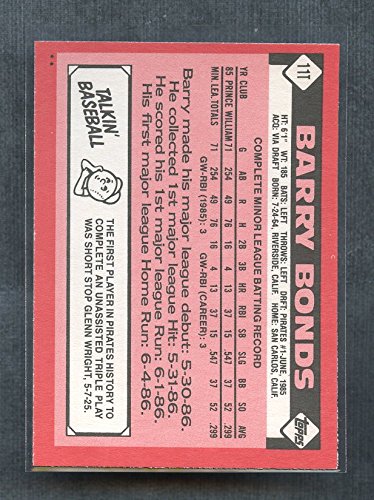 11T
BARRY BONDS
topps
HT: 6'1" WT: 185 BATS: LEFT THROWS: LEFT DRFT: PIRATES #1-JUNE, 1985
ACQ: VIA DRAFT BORN: 7-24-64, RIVERSIDE, CALIF. HOME: SAN CARLOS, CALIF.
COMPLETE MINOR LEAGUE BATTING RECORD
YR CLUB G AB R H 2B 3B HR RBI SB SLG BB SO AVG
85 PRINCE WILLIAM 71 254 49 76 16 4 13 37 15 .547 37 52 .299
MIN. LEA. TOTALS 71 254 49 76 16 4 13 37 15 .547 37 52 .299
GW-RBI (1985): 3 GW-RBI (CAREER): 3
Barry made his major league debut: 5-30-86.
He collected 1st major league Hit: 5-31-86.
He scored his 1st major league Run: 6-1-86.
His first major league Home Run: 6-4-86.
TALKIN'
BASEBALL
THE FIRST PLAYER IN PIRATES HISTORY TO
COMPLETE AN UNASSISTED TRIPLE PLAY
WAS SHORT STOP GLENN WRIGHT, 5-7-25.